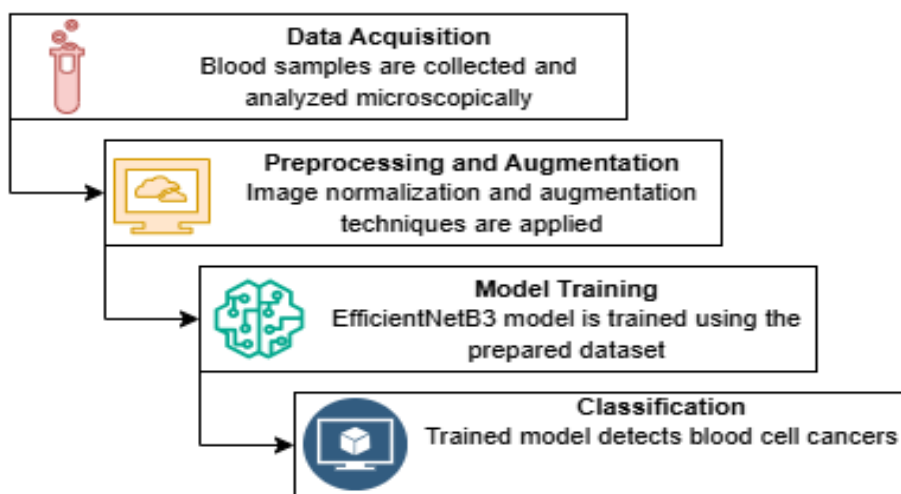 Data Acquisition
Blood samples are collected and
analyzed microscopically
Preprocessing and Augmentation
Image normalization and augmentation
techniques are applied
Model Training
EfficientNetB3 model is trained using the
prepared dataset
Classification
Trained model detects blood cell cancers